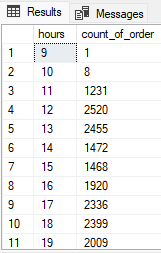 Results Messages
hours count_of_order
1 9 1
2 10 8
3 11 1231
4 12 2520
5 13 2455
6 14 1472
7 15 1468
8 16 1920
9 17 2336
10 18 2399
11 19 2009